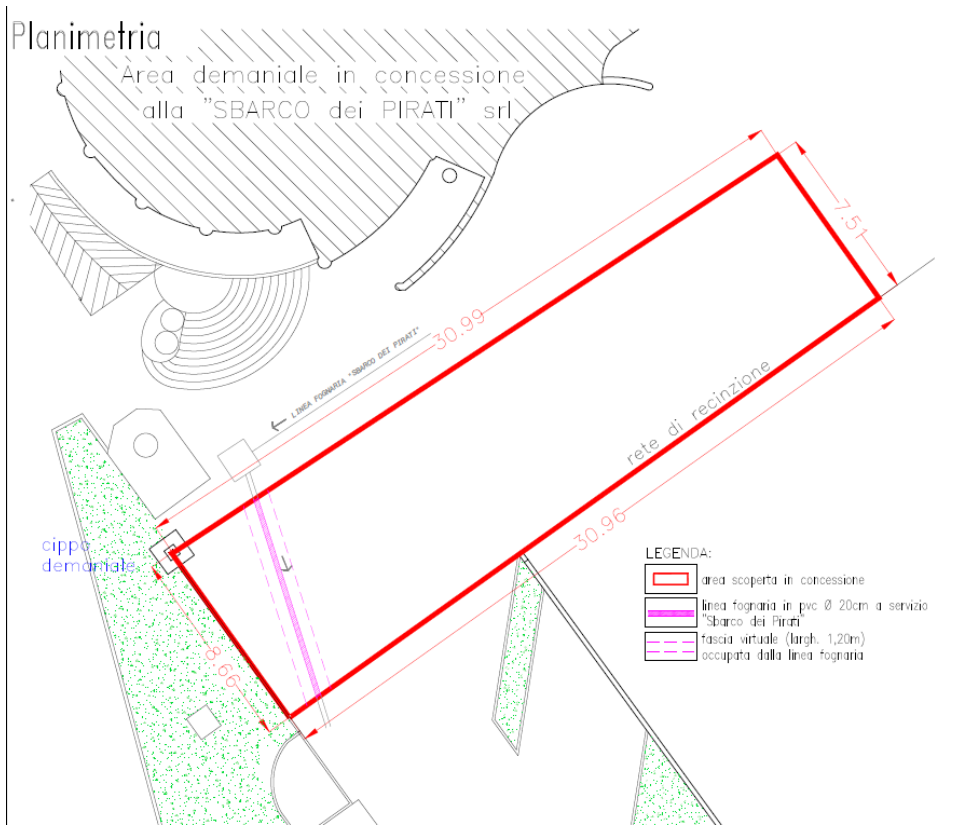 Planimetria
Area demaniale in concessione
alla "SBARCO dei PIRATI" srl
7.51
30.99
LINEA FOGNARIA "SBARCO DEI PIRATI"
rete di recinzione
30.96
cippo
demaniale
8.66
LEGENDA:
area scoperta in concessione
linea fognaria in pvc Ø 20cm a servizio
"Sbarco dei Pirati"
fascia virtuale (largh. 1,20m)
occupata dalla linea fognaria